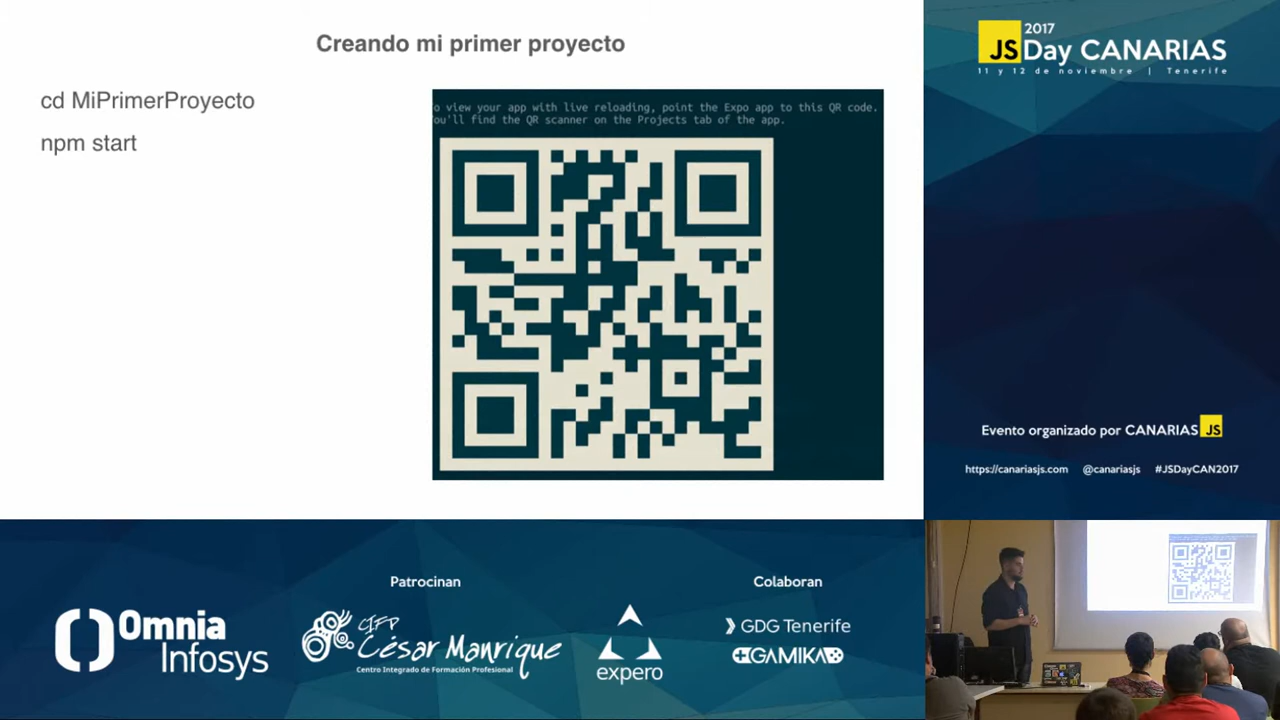 Creando mi primer proyecto
cd MiPrimerProyecto
npm start
o view your app with live reloading, point the Expo app to this QR code.
ou'll find the QR scanner on the Projects tab of the app.
2017
JS Day CANARIAS
11 y 12 de noviembre | Tenerife
Evento organizado por CANARIAS JS
https://canariasjs.com @canariasjs #JSDayCAN2017
Patrocinan
Colaboran
Omnia
Infosys
CIFP
César Manrique
Centro Integrado de Formación Profesional
expero
GDG Tenerife
GAMIKA